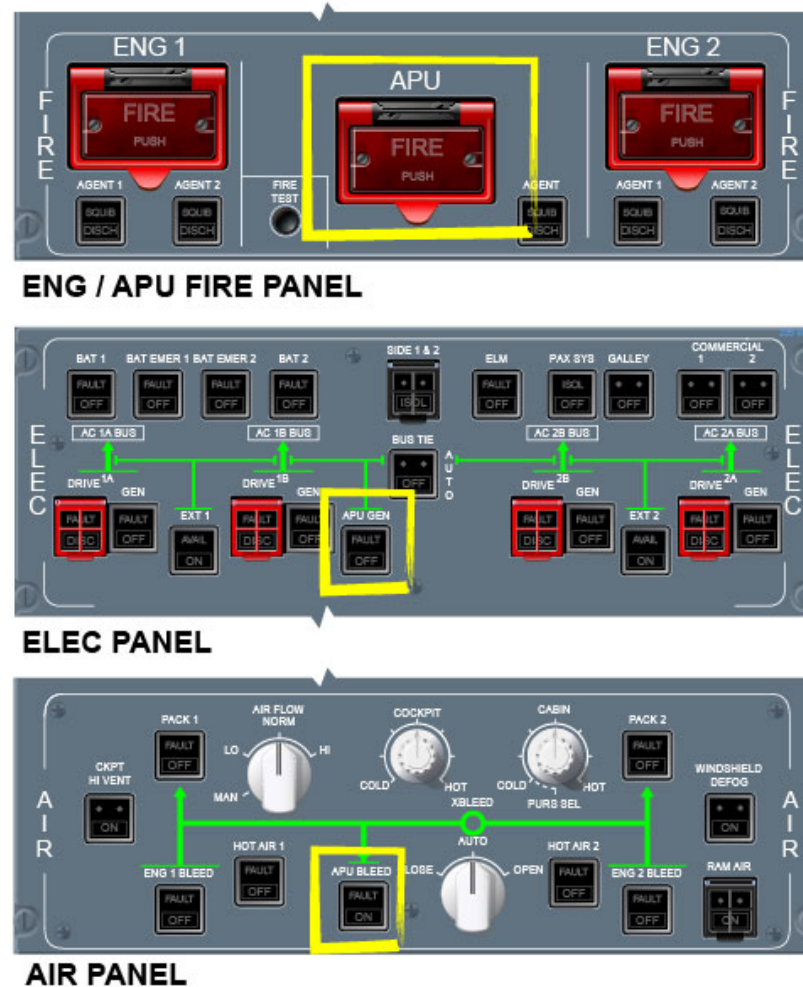 ENG 1
APU
ENG 2
FIRE
FIRE
FIRE
PUSH
FIRE
PUSH
FIRE
PUSH
AGENT 1
AGENT 2
FIRE
TEST
AGENT
AGENT 1
AGENT 2
SQUIB
DISCH
SQUIB
DISCH
SQUIB
DISCH
SQUIB
DISCH
SQUIB
DISCH
ENG / APU FIRE PANEL
BAT 1
BAT EMER 1
BAT EMER 2
BAT 2
SIDE 1 & 2
ELM
PAX SYS
GALLEY
COMMERCIAL
1
2
FAULT
OFF
FAULT
OFF
FAULT
OFF
FAULT
OFF
ISOL
FAULT
OFF
ISOL
OFF
OFF
OFF
OFF
AC 1A BUS
AC 1B BUS
BUS TIE
AC 2B BUS
AC 2A BUS
OFF
AUTO
ELEC
ELEC
DRIVE
1A
GEN
EXT 1
DRIVE
1B
GEN
APU GEN
DRIVE
2B
GEN
EXT 2
DRIVE
2A
GEN
FAULT
DISC
FAULT
OFF
AVAIL
ON
FAULT
DISC
FAULT
OFF
FAULT
OFF
FAULT
DISC
FAULT
OFF
AVAIL
ON
FAULT
DISC
FAULT
OFF
ELEC PANEL
PACK 1
AIR FLOW
NORM
LO
HI
MAN
COCKPIT
COLD
HOT
CABIN
COLD
HOT
PURS SEL
PACK 2
FAULT
OFF
FAULT
OFF
CKPT
HI VENT
ON
WINDSHIELD
DEFOG
ON
AIR
AIR
XBLEED
AUTO
CLOSE
OPEN
ENG 1 BLEED
HOT AIR 1
APU BLEED
HOT AIR 2
ENG 2 BLEED
RAM AIR
FAULT
OFF
FAULT
OFF
FAULT
ON
FAULT
OFF
FAULT
OFF
ON
AIR PANEL